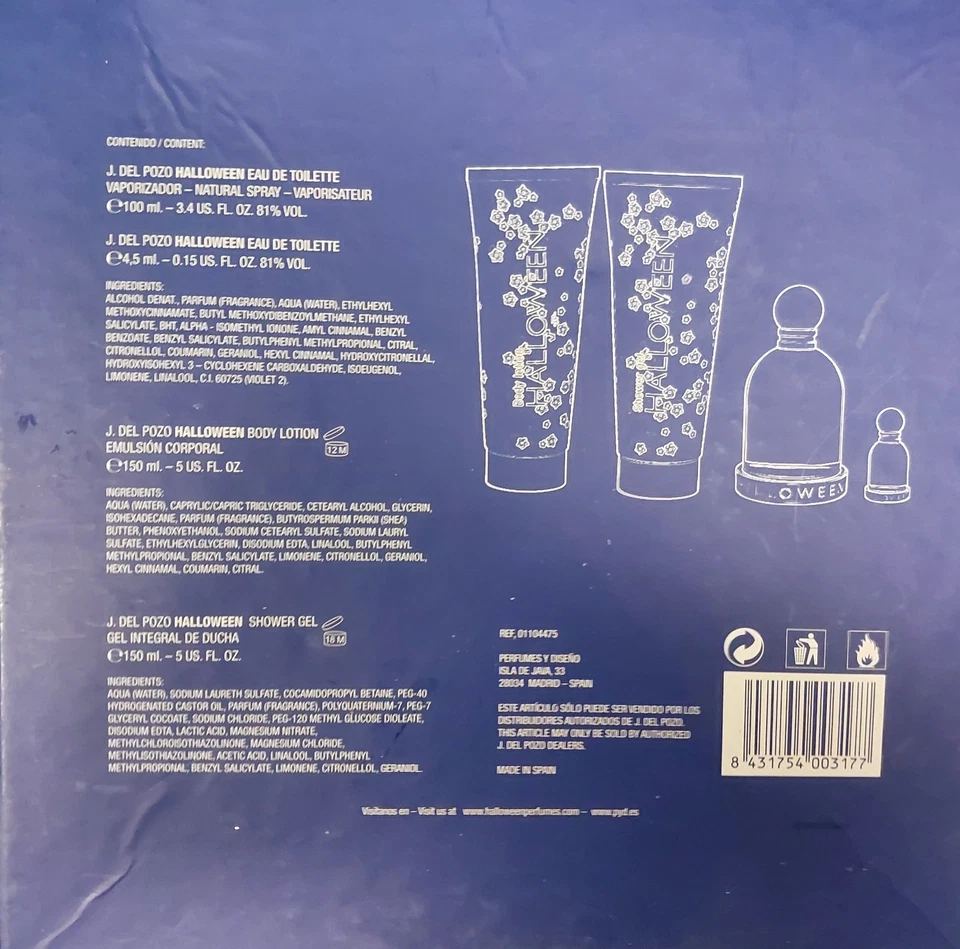 CONTENIDO / CONTENT:
J. DEL POZO HALLOWEEN EAU DE TOILETTE
VAPORIZADOR – NATURAL SPRAY – VAPORISATEUR
℮100 ml. – 3.4 US. FL. OZ. 81% VOL.
J. DEL POZO HALLOWEEN EAU DE TOILETTE
℮4,5 ml. – 0.15 US. FL. OZ. 81% VOL.
INGREDIENTS:
ALCOHOL DENAT., PARFUM (FRAGRANCE), AQUA (WATER), ETHYLHEXYL
METHOXYCINNAMATE, BUTYL METHOXYDIBENZOYLMETHANE, ETHYLHEXYL
SALICYLATE, BHT, ALPHA - ISOMETHYL IONONE, AMYL CINNAMAL, BENZYL
BENZOATE, BENZYL SALICYLATE, BUTYLPHENYL METHYLPROPIONAL, CITRAL,
CITRONELLOL, COUMARIN, GERANIOL, HEXYL CINNAMAL, HYDROXYCITRONELLAL,
HYDROXYISOHEXYL 3 – CYCLOHEXENE CARBOXALDEHYDE, ISOEUGENOL,
LIMONENE, LINALOOL, C.I. 60725 (VIOLET 2).
J. DEL POZO HALLOWEEN BODY LOTION
EMULSIÓN CORPORAL
12 M
℮150 ml. – 5 US. FL. OZ.
INGREDIENTS:
AQUA (WATER), CAPRYLIC/CAPRIC TRIGLYCERIDE, CETEARYL ALCOHOL, GLYCERIN,
ISOHEXADECANE, PARFUM (FRAGRANCE), BUTYROSPERMUM PARKII (SHEA)
BUTTER, PHENOXYETHANOL, SODIUM CETEARYL SULFATE, SODIUM LAURYL
SULFATE, ETHYLHEXYLGLYCERIN, DISODIUM EDTA, LINALOOL, BUTYLPHENYL
METHYLPROPIONAL, BENZYL SALICYLATE, LIMONENE, CITRONELLOL, GERANIOL,
HEXYL CINNAMAL, COUMARIN, CITRAL.
J. DEL POZO HALLOWEEN SHOWER GEL
GEL INTEGRAL DE DUCHA
18 M
℮150 ml. – 5 US. FL. OZ.
INGREDIENTS:
AQUA (WATER), SODIUM LAURETH SULFATE, COCAMIDOPROPYL BETAINE, PEG-40
HYDROGENATED CASTOR OIL, PARFUM (FRAGRANCE), POLYQUATERNIUM-7, PEG-7
GLYCERYL COCOATE, SODIUM CHLORIDE, PEG-120 METHYL GLUCOSE DIOLEATE,
DISODIUM EDTA, LACTIC ACID, MAGNESIUM NITRATE,
METHYLCHLOROISOTHIAZOLINONE, MAGNESIUM CHLORIDE,
METHYLISOTHIAZOLINONE, ACETIC ACID, LINALOOL, BUTYLPHENYL
METHYLPROPIONAL, BENZYL SALICYLATE, LIMONENE, CITRONELLOL, GERANIOL.
Body lotion
HALLOWEEN
Shower gel
HALLOWEEN
REF. 01104475
PERFUMES Y DISEÑO
ISLA DE JAVA, 33
28034 MADRID – SPAIN
ESTE ARTÍCULO SÓLO PUEDE SER VENDIDO POR LOS
DISTRIBUIDORES AUTORIZADOS DE J. DEL POZO.
THIS ARTICLE MAY ONLY BE SOLD BY AUTHORIZED
J. DEL POZO DEALERS.
MADE IN SPAIN
8 431754 003177
Visítanos en – Visit us at www.halloweenperfumes.com – www.pyd.es